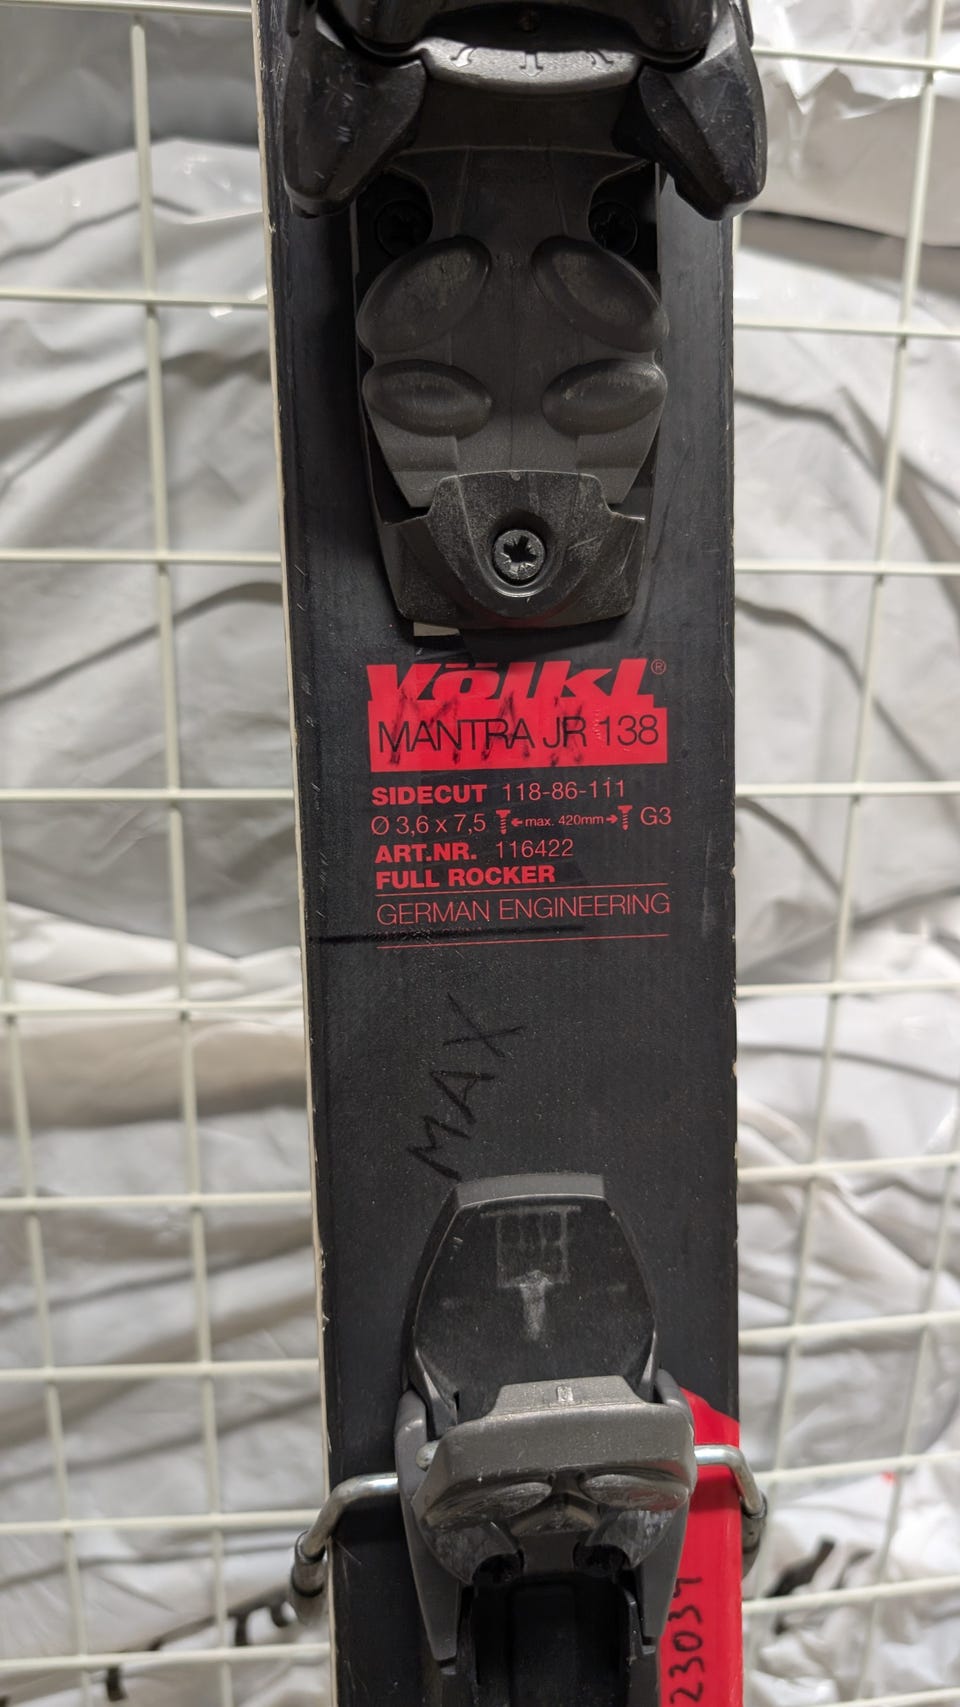 Völkl®
MANTRA JR 138
SIDECUT 118-86-111
Ø 3,6 x 7,5 max. 420mm G3
ART.NR. 116422
FULL ROCKER
GERMAN ENGINEERING
MAX
23034